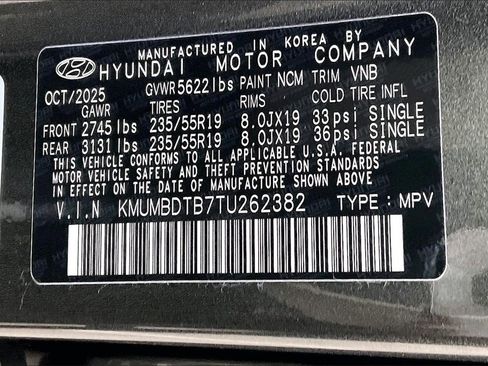 MANUFACTURED IN KOREA BY
HYUNDAI MOTOR COMPANY
OCT/2025 GVWR5622lbs PAINT NCM TRIM VNB
GAWR TIRES RIMS COLD TIRE INFL
FRONT 2745lbs 235/55R19 8.0JX19 33psi SINGLE
REAR 3131lbs 235/55R19 8.0JX19 36psi SINGLE
THIS VEHICLE CONFORMS TO ALL APPLICABLE U.S.A. FEDERAL
MOTOR VEHICLE SAFETY, BUMPER, AND THEFT PREVENTION
STANDARDS IN EFFECT ON THE DATE OF MANUFACTURE SHOWN ABOVE.
V.I.N KMUMBDTB7TU262382 TYPE : MPV